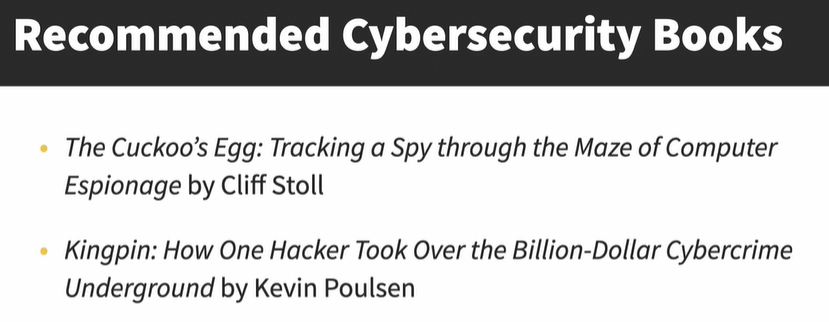 Recommended Cybersecurity Books
• The Cuckoo’s Egg: Tracking a Spy through the Maze of Computer
Espionage by Cliff Stoll
• Kingpin: How One Hacker Took Over the Billion-Dollar Cybercrime
Underground by Kevin Poulsen